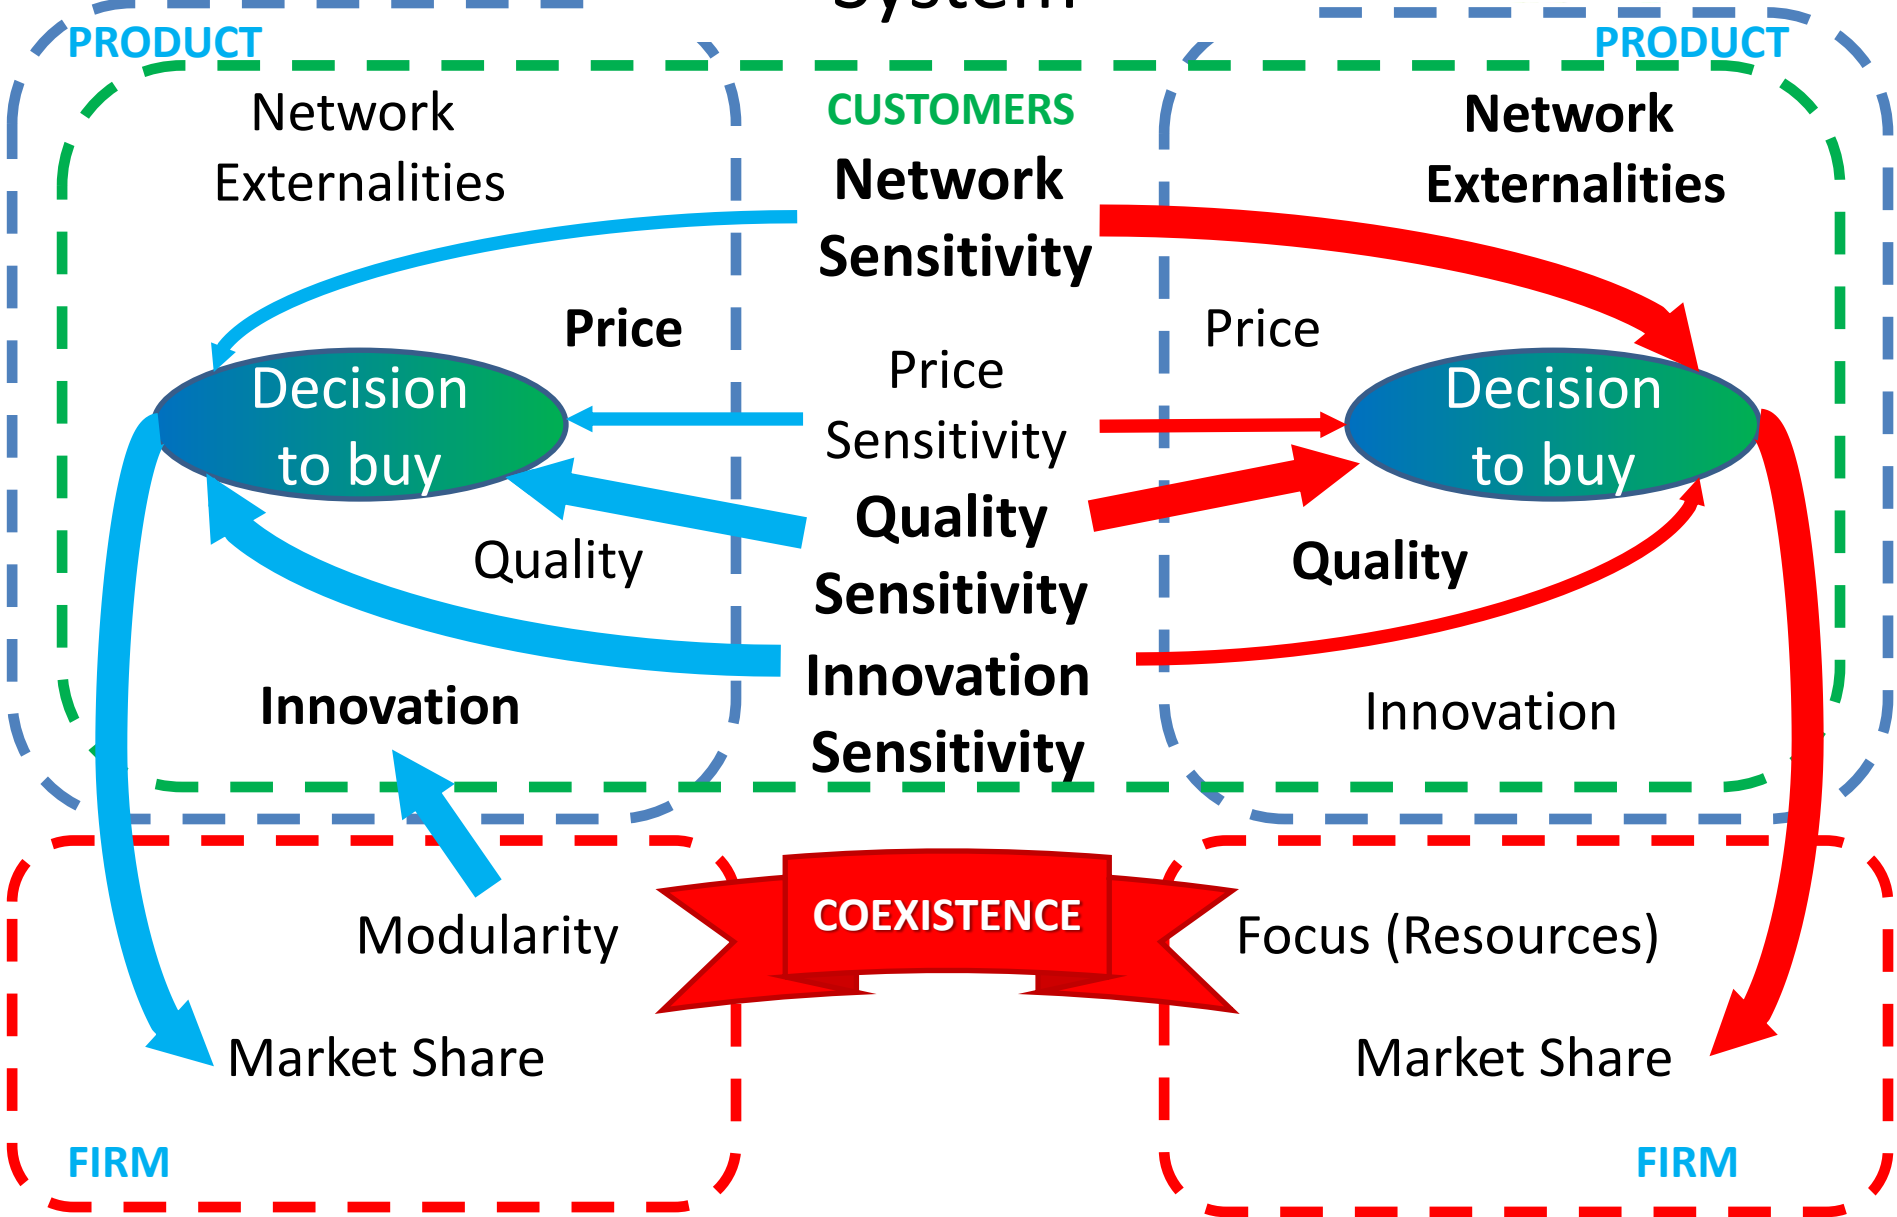 System
PRODUCT
PRODUCT
CUSTOMERS
Network
Externalities
Network
Sensitivity
Network
Externalities
Price
Price
Sensitivity
Price
Decision
to buy
Decision
to buy
Quality
Quality
Sensitivity
Quality
Innovation
Innovation
Sensitivity
Innovation
Modularity
COEXISTENCE
Focus (Resources)
Market Share
Market Share
FIRM
FIRM